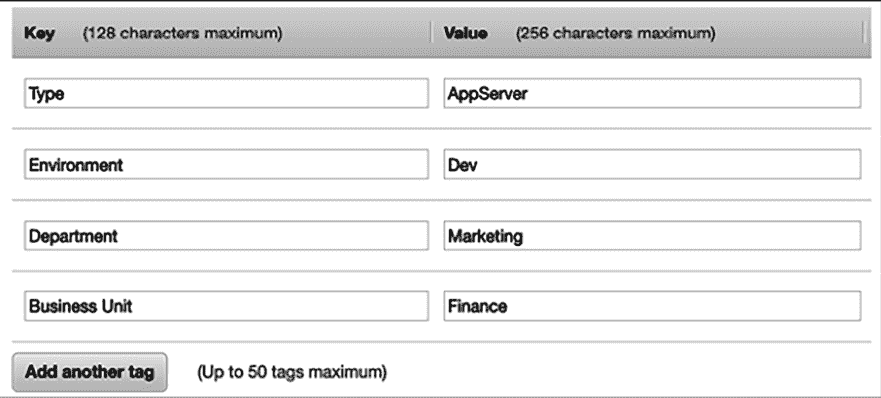 Key (128 characters maximum) Value (256 characters maximum)
Type AppServer
Environment Dev
Department Marketing
Business Unit Finance
Add another tag (Up to 50 tags maximum)